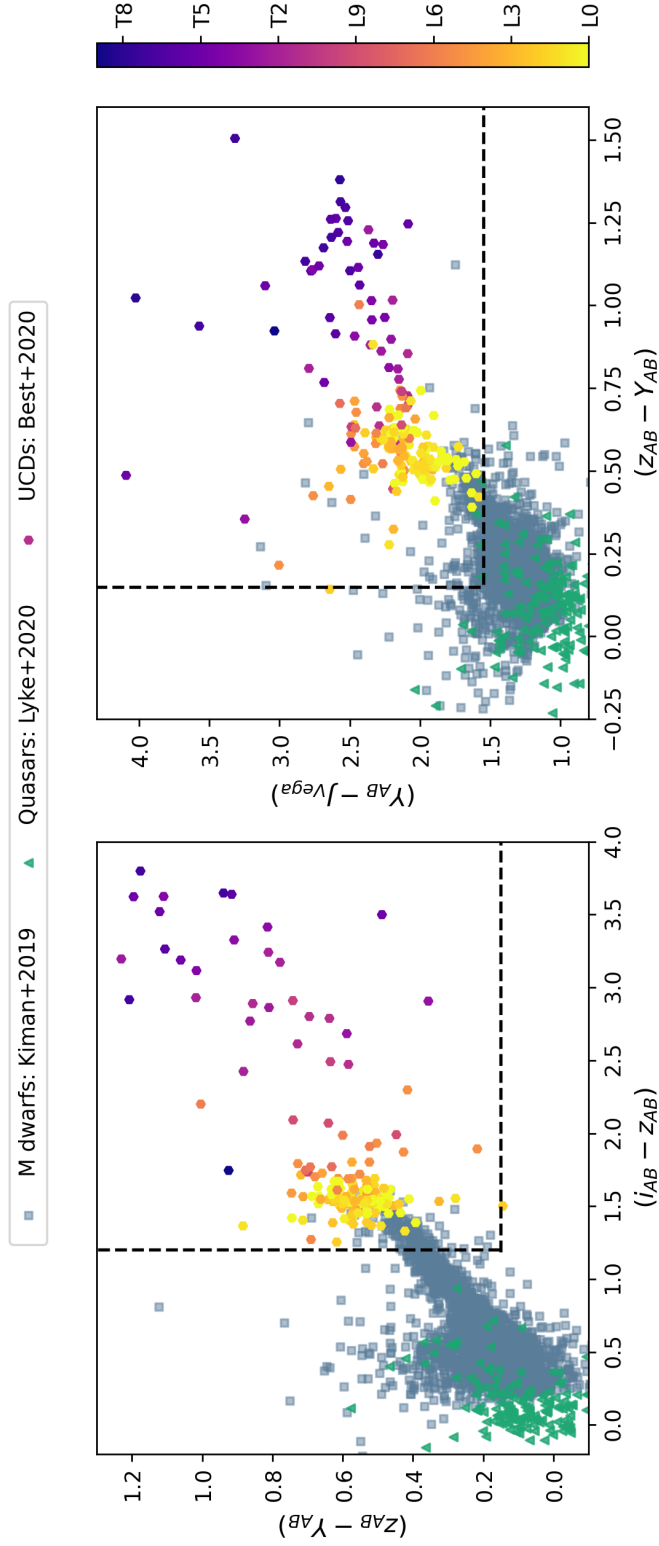 M dwarfs: Kiman+2019
Quasars: Lyke+2020
UCDs: Best+2020
(z_AB − Y_AB)
1.2
1.0
0.8
0.6
0.4
0.2
0.0
0.0 0.5 1.0 1.5 2.0 2.5 3.0 3.5 4.0
(i_AB − z_AB)
(Y_AB − J_Vega)
4.0
3.5
3.0
2.5
2.0
1.5
1.0
−0.25 0.00 0.25 0.50 0.75 1.00 1.25 1.50
(z_AB − Y_AB)
T8
T5
T2
L9
L6
L3
L0